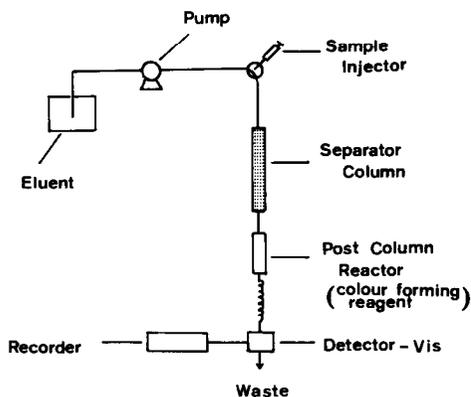 Pump
Sample
Injector
Eluent
Separator
Column
Post Column
Reactor
(colour forming
reagent)
Recorder
Detector - Vis
Waste